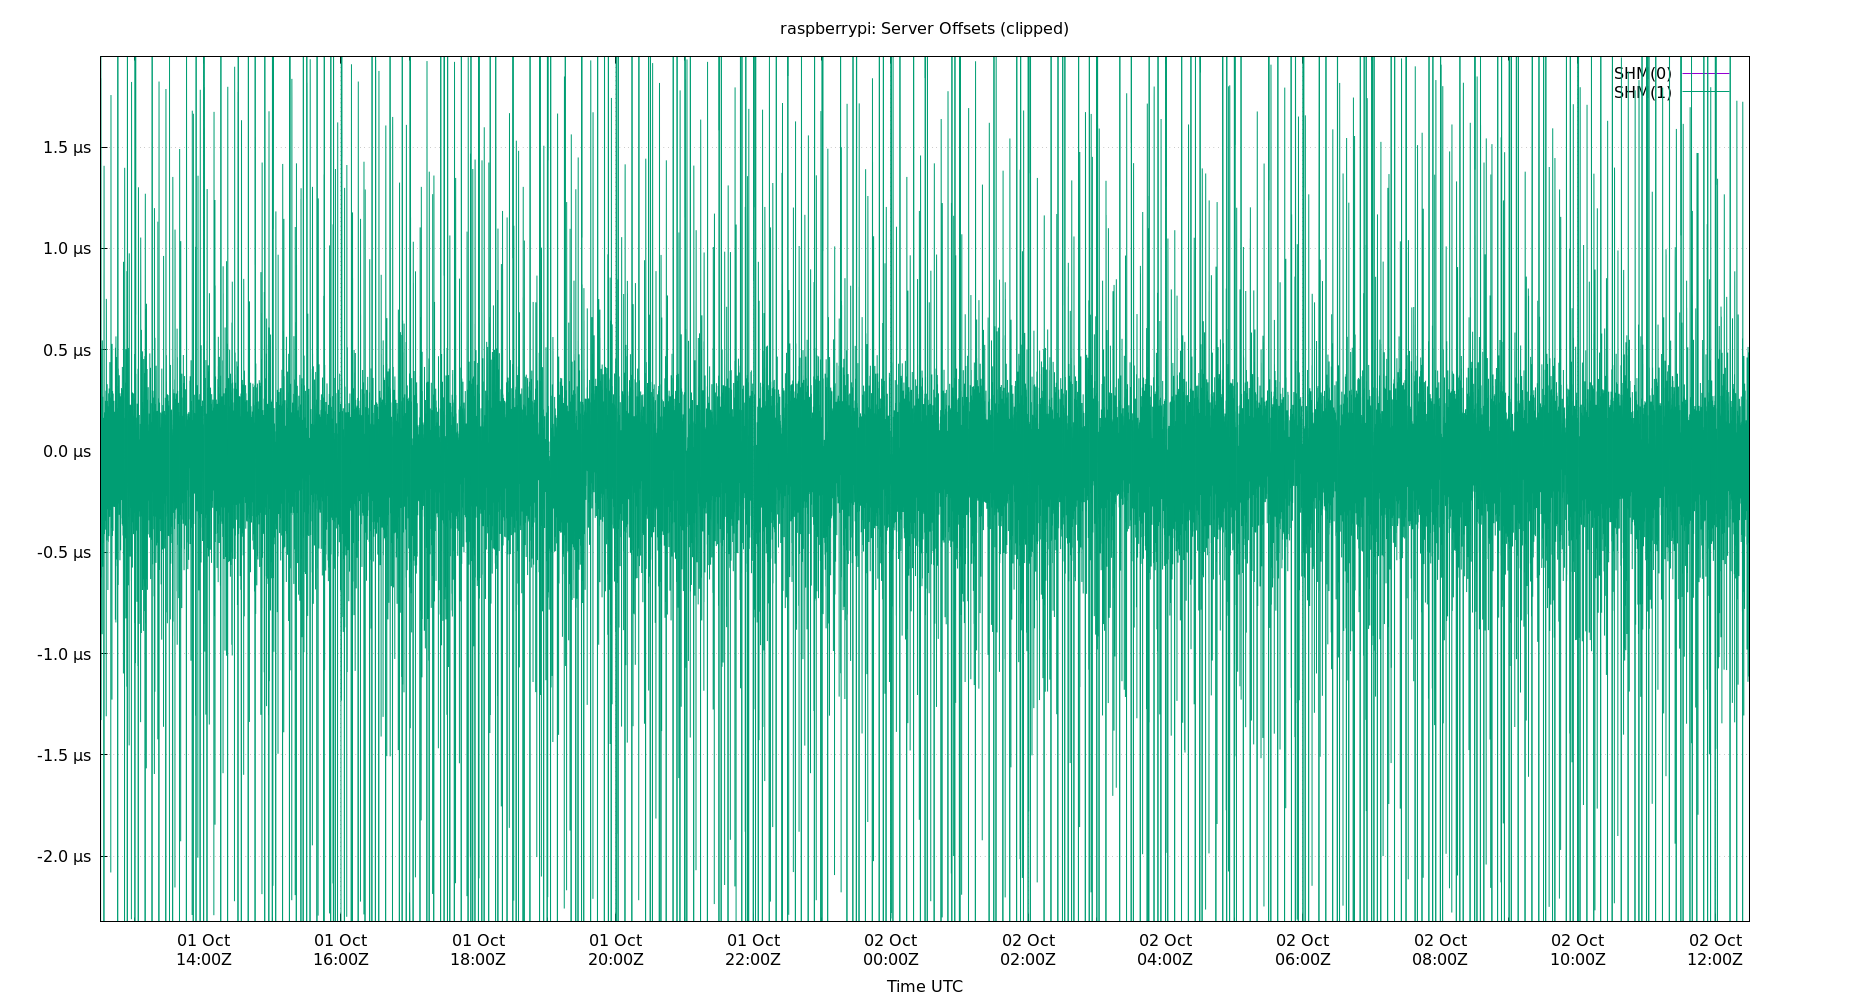 raspberrypi: Server Offsets (clipped)
SHM(0)
SHM(1)
1.5 µs
1.0 µs
0.5 µs
0.0 µs
-0.5 µs
-1.0 µs
-1.5 µs
-2.0 µs
01 Oct 01 Oct 01 Oct 01 Oct 01 Oct 02 Oct 02 Oct 02 Oct 02 Oct 02 Oct 02 Oct 02 Oct
14:00Z 16:00Z 18:00Z 20:00Z 22:00Z 00:00Z 02:00Z 04:00Z 06:00Z 08:00Z 10:00Z 12:00Z
Time UTC